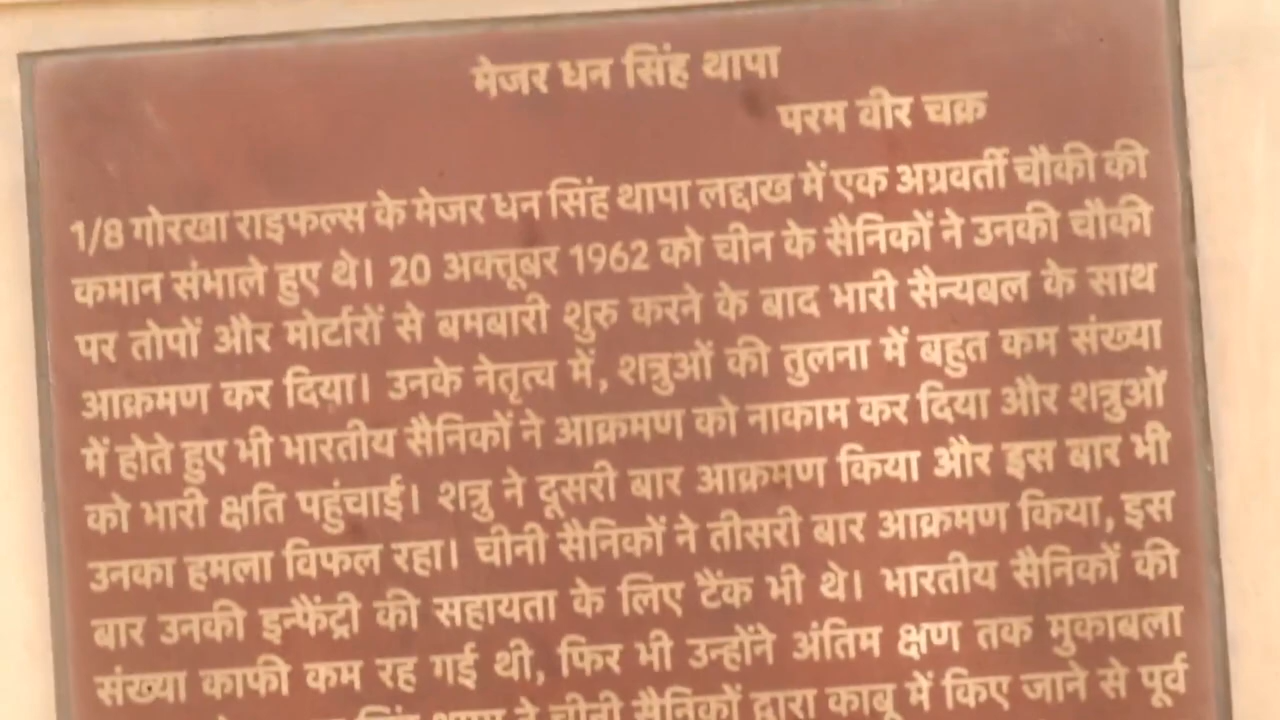 मेजर धन सिंह थापा
परम वीर चक्र
1/8 गोरखा राइफल्स के मेजर धन सिंह थापा लद्दाख में एक अग्रवर्ती चौकी की
कमान संभाले हुए थे। 20 अक्तूबर 1962 को चीन के सैनिकों ने उनकी चौकी
पर तोपों और मोर्टारों से बमबारी शुरु करने के बाद भारी सैन्यबल के साथ
आक्रमण कर दिया। उनके नेतृत्व में, शत्रुओं की तुलना में बहुत कम संख्या
में होते हुए भी भारतीय सैनिकों ने आक्रमण को नाकाम कर दिया और शत्रुओं
को भारी क्षति पहुंचाई। शत्रु ने दूसरी बार आक्रमण किया और इस बार भी
उनका हमला विफल रहा। चीनी सैनिकों ने तीसरी बार आक्रमण किया, इस
बार उनकी इन्फैंट्री की सहायता के लिए टैंक भी थे। भारतीय सैनिकों की
संख्या काफी कम रह गई थी, फिर भी उन्होंने अंतिम क्षण तक मुकाबला
सिंह थापा ने चीनी सैनिकों द्वारा काबू में किए जाने से पूर्व